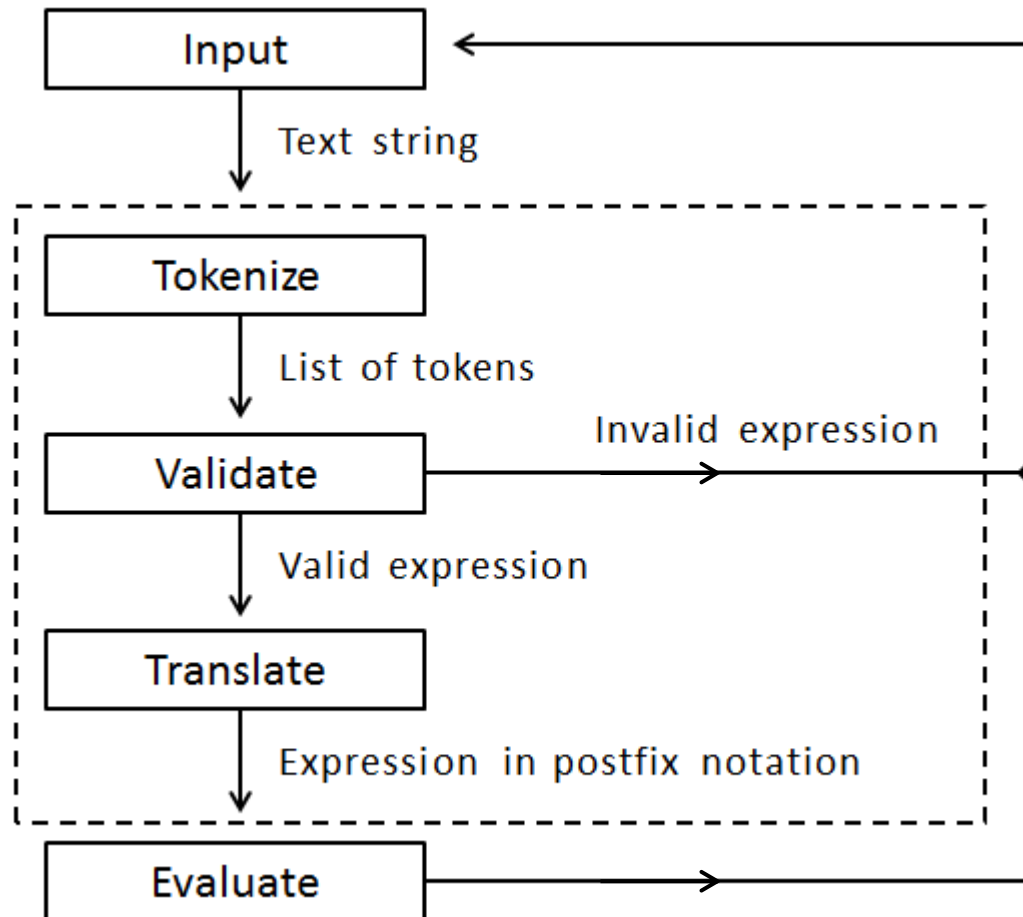 Input
Text string
Tokenize
List of tokens
Invalid expression
Validate
Valid expression
Translate
Expression in postfix notation
Evaluate